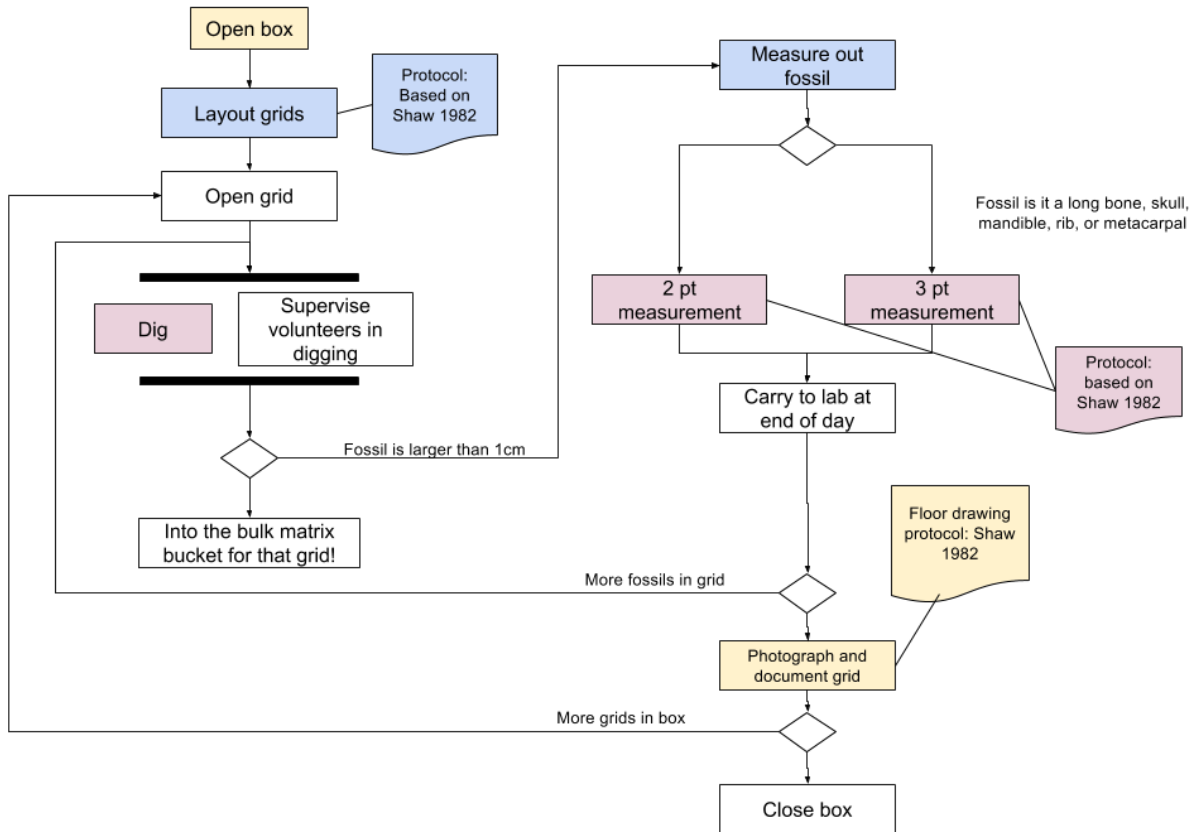 Open box
Protocol:
Based on
Shaw 1982
Layout grids
Open grid
Dig
Supervise
volunteers in
digging
Fossil is larger than 1cm
Into the bulk matrix
bucket for that grid!
Measure out
fossil
Fossil is it a long bone, skull,
mandible, rib, or metacarpal
2 pt
measurement
3 pt
measurement
Protocol:
based on
Shaw 1982
Carry to lab at
end of day
Floor drawing
protocol: Shaw
1982
More fossils in grid
Photograph and
document grid
More grids in box
Close box